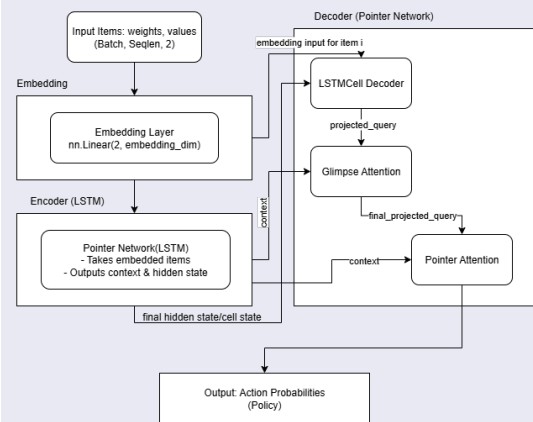 Decoder (Pointer Network)
Input Items: weights, values
(Batch, Seqlen, 2)
embedding input for item i
Embedding
LSTMCell Decoder
Embedding Layer
nn.Linear(2, embedding_dim)
projected_query
Glimpse Attention
Encoder (LSTM)
context
final_projected_query
Pointer Network(LSTM)
- Takes embedded items
- Outputs context & hidden state
context
Pointer Attention
final hidden state/cell state
Output: Action Probabilities
(Policy)